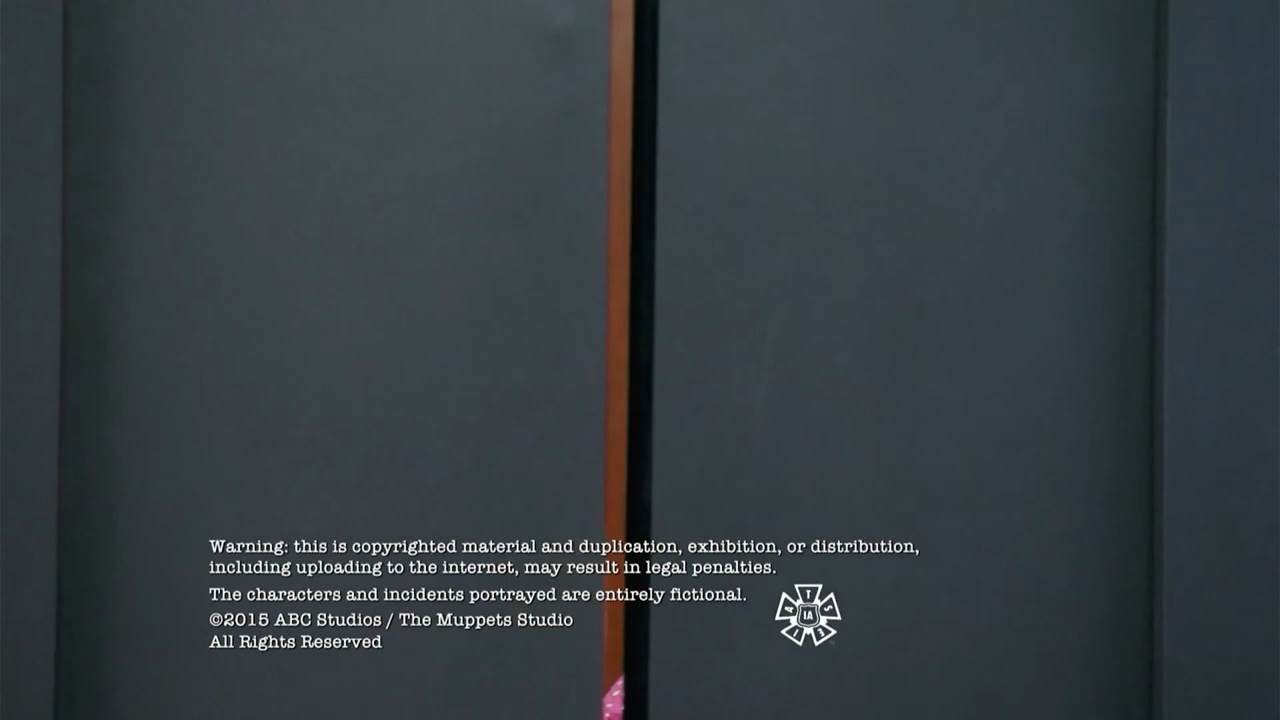 Warning: this is copyrighted material and duplication, exhibition, or distribution,
including uploading to the internet, may result in legal penalties.
The characters and incidents portrayed are entirely fictional.
©2015 ABC Studios / The Muppets Studio
All Rights Reserved
I A T S E
IA